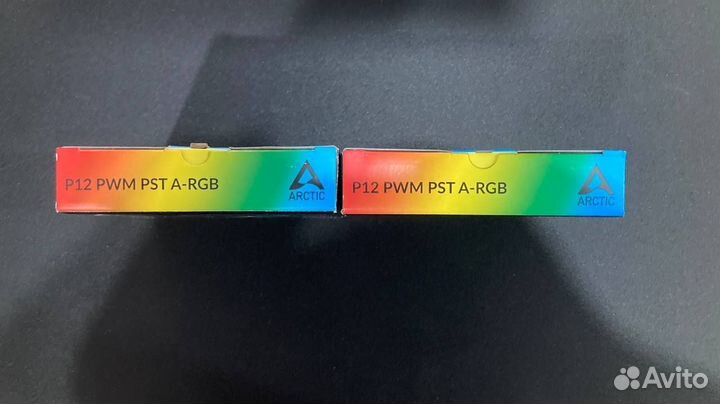 P12 PWM PST A-RGB
ARCTIC
P12 PWM PST A-RGB
ARCTIC
Avito